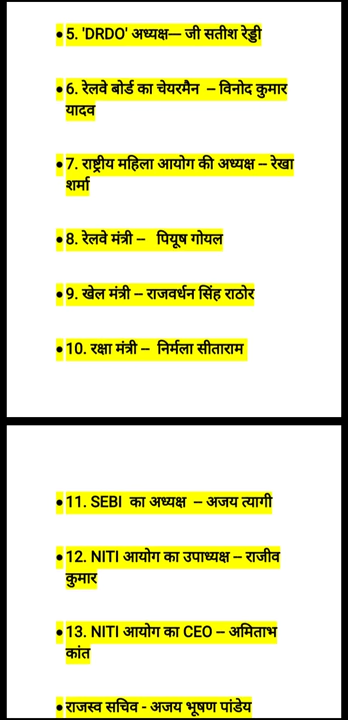 • 5. 'DRDO' अध्यक्ष— जी सतीश रेड्डी
• 6. रेलवे बोर्ड का चेयरमैन – विनोद कुमार
यादव
• 7. राष्ट्रीय महिला आयोग की अध्यक्ष – रेखा
शर्मा
• 8. रेलवे मंत्री – पियूष गोयल
• 9. खेल मंत्री – राजवर्धन सिंह राठोर
• 10. रक्षा मंत्री – निर्मला सीताराम
• 11. SEBI का अध्यक्ष – अजय त्यागी
• 12. NITI आयोग का उपाध्यक्ष – राजीव
कुमार
• 13. NITI आयोग का CEO – अमिताभ
कांत
• राजस्व सचिव - अजय भूषण पांडेय